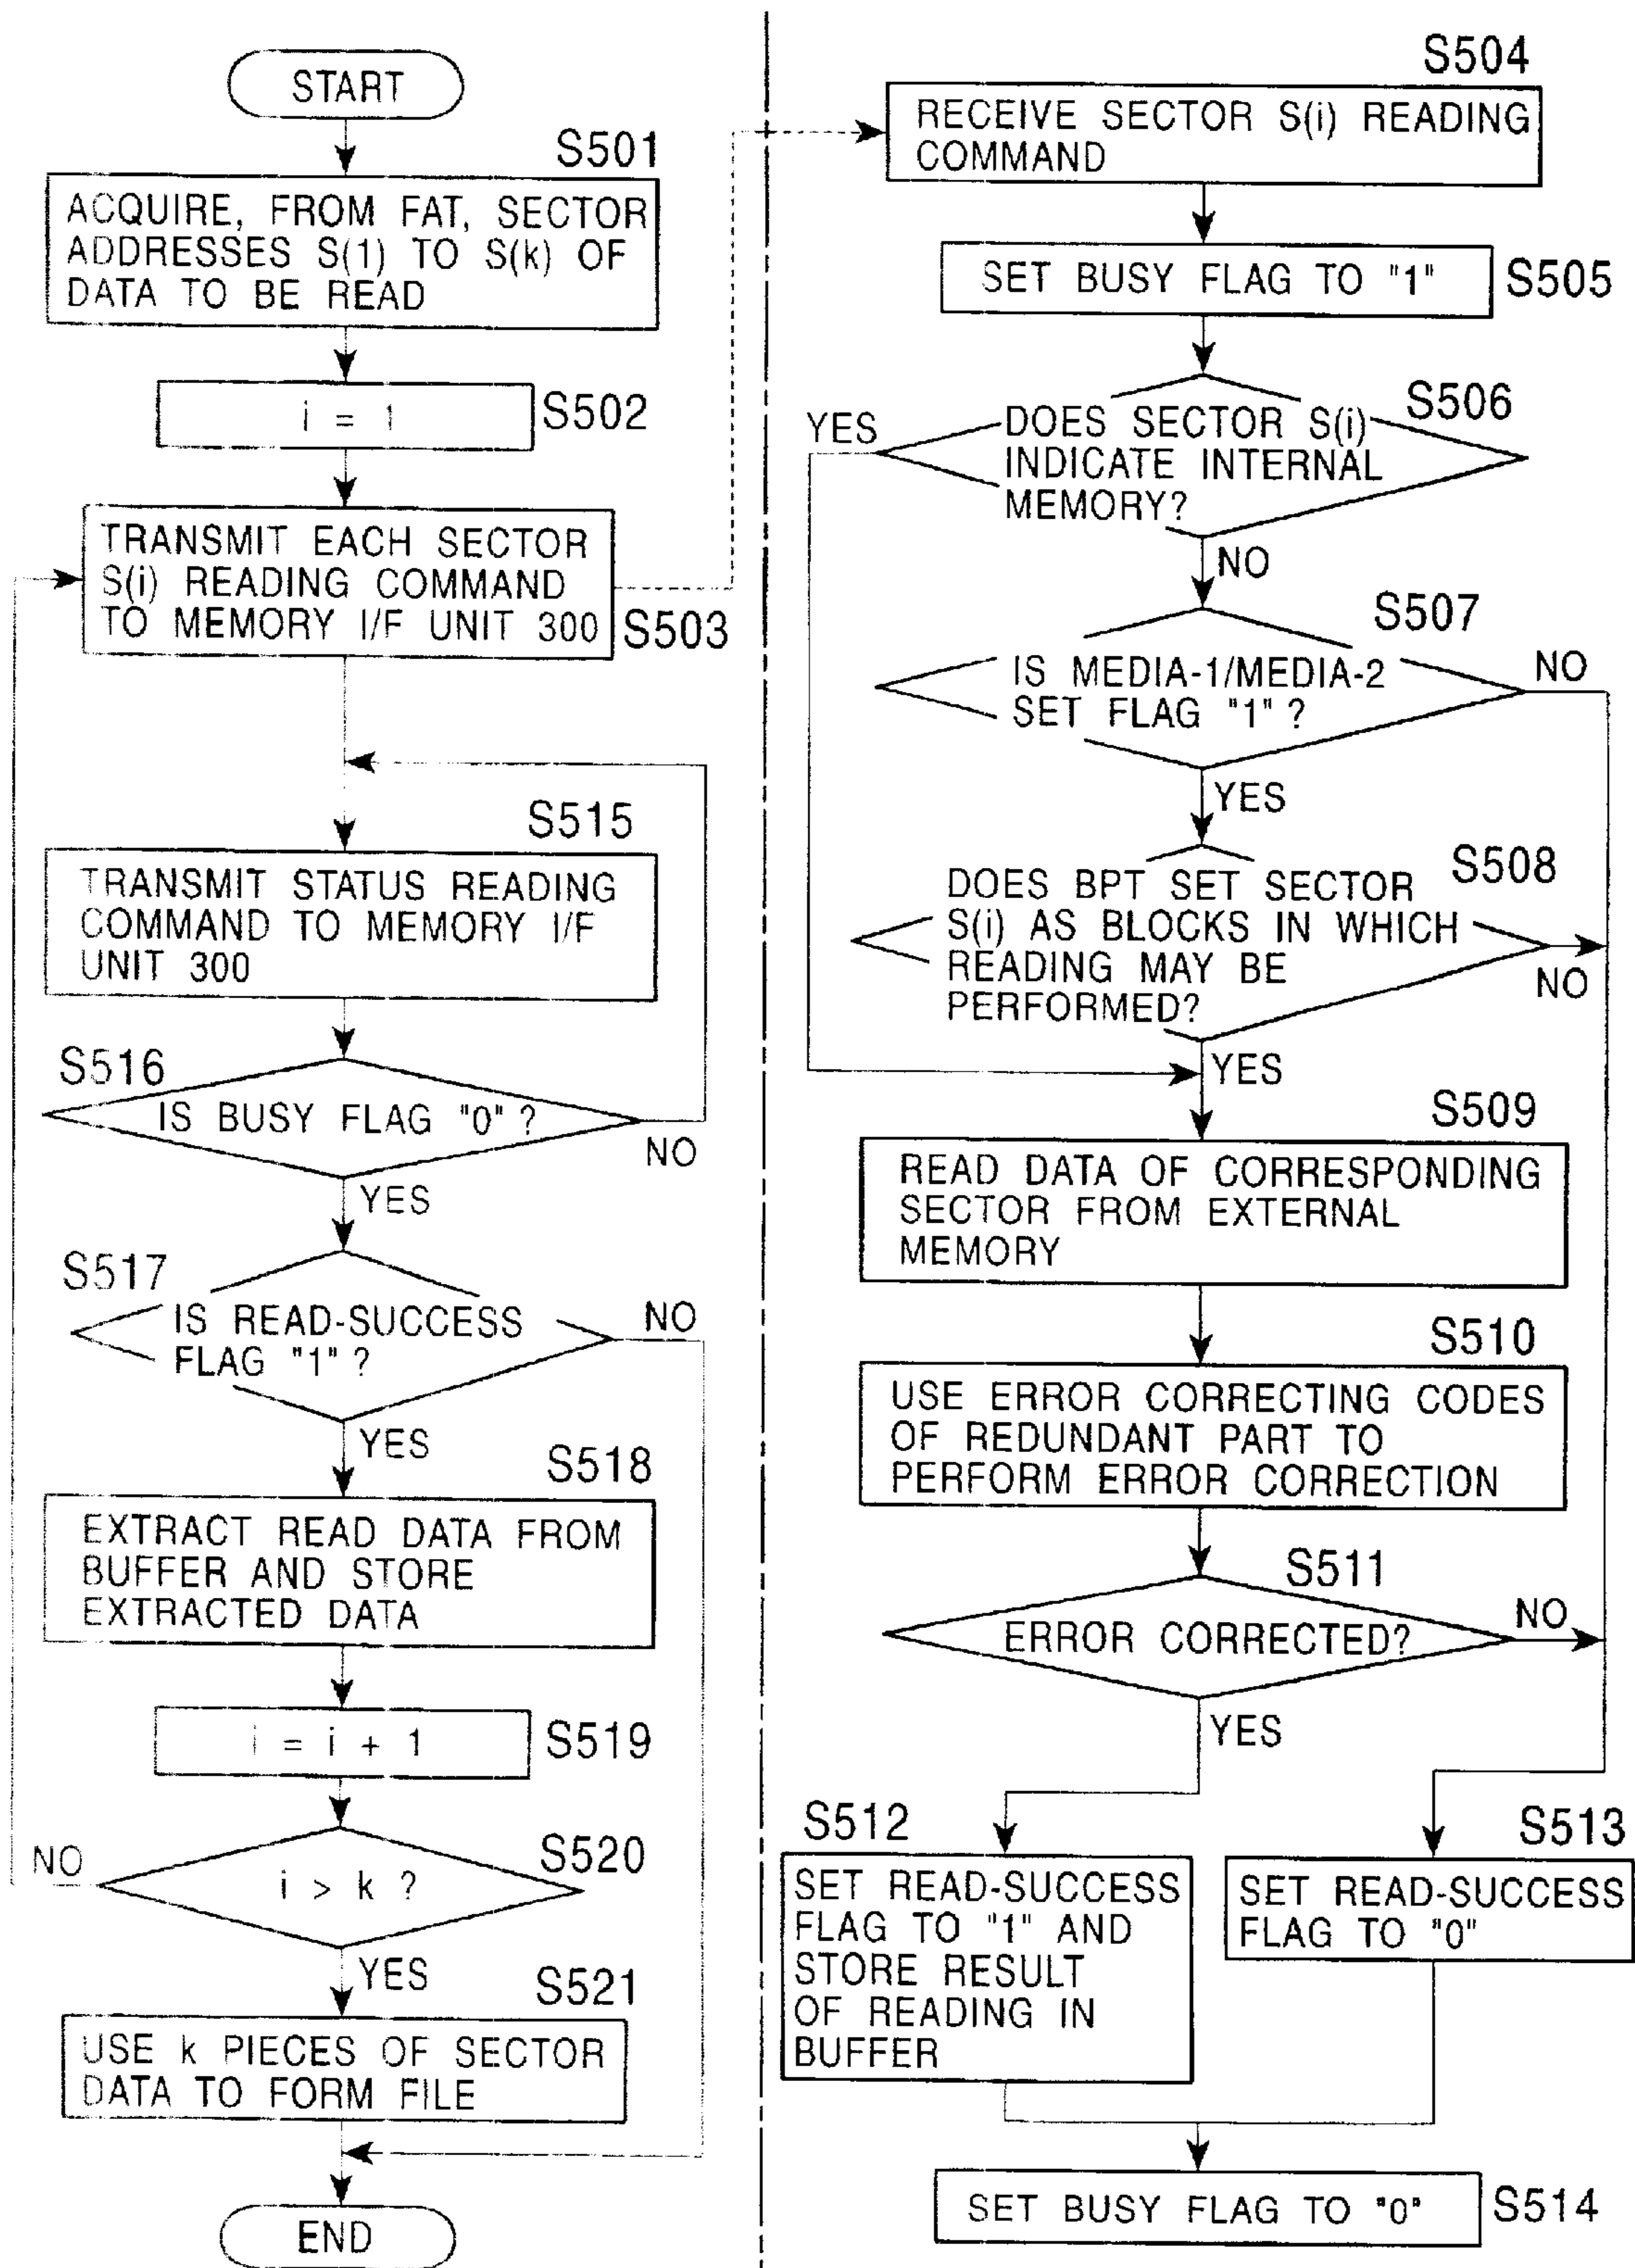 START
S501
ACQUIRE, FROM FAT, SECTOR
ADDRESSES S(1) TO S(k) OF
DATA TO BE READ
i = 1
S502
TRANSMIT EACH SECTOR
S(i) READING COMMAND
TO MEMORY I/F UNIT 300
S503
S515
TRANSMIT STATUS READING
COMMAND TO MEMORY I/F
UNIT 300
S516
IS BUSY FLAG "0" ?
NO
YES
S517
IS READ-SUCCESS
FLAG "1" ?
NO
YES
S518
EXTRACT READ DATA FROM
BUFFER AND STORE
EXTRACTED DATA
i = i + 1
S519
NO
i > k ?
S520
YES
S521
USE k PIECES OF SECTOR
DATA TO FORM FILE
END
S504
RECEIVE SECTOR S(i) READING
COMMAND
SET BUSY FLAG TO "1"
S505
S506
YES
DOES SECTOR S(i)
INDICATE INTERNAL
MEMORY?
NO
S507
IS MEDIA-1/MEDIA-2
SET FLAG "1" ?
NO
YES
S508
DOES BPT SET SECTOR
S(i) AS BLOCKS IN WHICH
READING MAY BE
PERFORMED?
NO
YES
S509
READ DATA OF CORRESPONDING
SECTOR FROM EXTERNAL
MEMORY
S510
USE ERROR CORRECTING CODES
OF REDUNDANT PART TO
PERFORM ERROR CORRECTION
S511
ERROR CORRECTED?
NO
YES
S512
SET READ-SUCCESS
FLAG TO "1" AND
STORE RESULT
OF READING IN
BUFFER
S513
SET READ-SUCCESS
FLAG TO "0"
SET BUSY FLAG TO "0"
S514